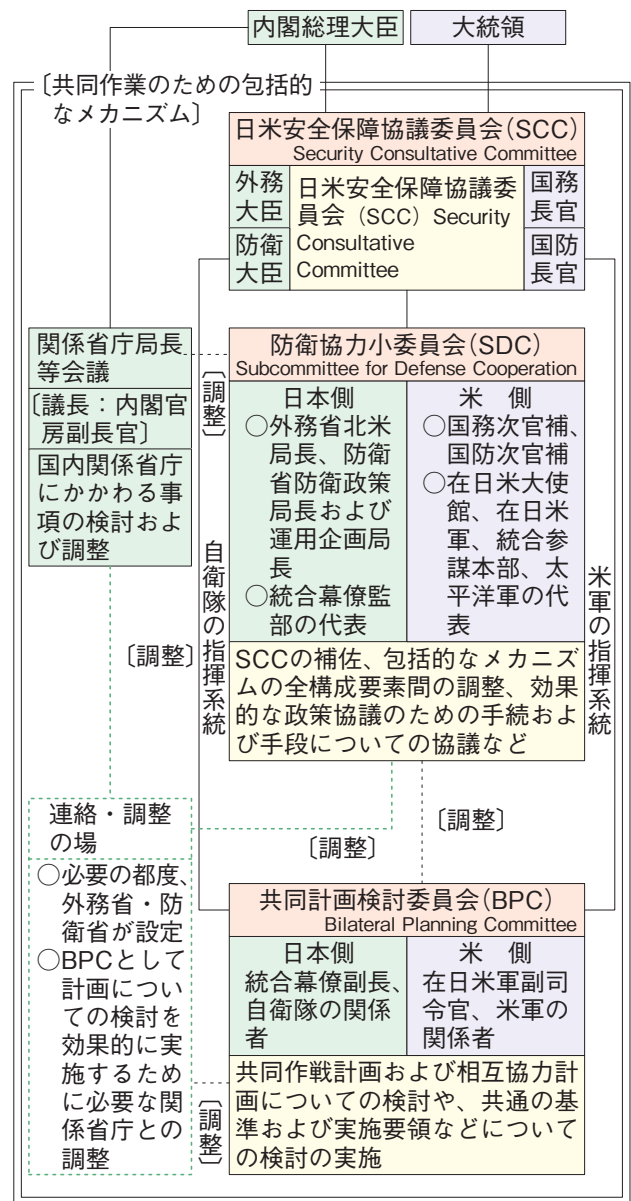 内閣総理大臣
大統領
〔共同作業のための包括的
なメカニズム〕
日米安全保障協議委員会(SCC)
Security Consultative Committee
外務
大臣
防衛
大臣
日米安全保障協議委
員会（SCC）Security
Consultative
Committee
国務
長官
国防
長官
関係省庁局長
等会議
〔議長：内閣官
房副長官〕
国内関係省庁
にかかわる事
項の検討およ
び調整
〔調整〕
防衛協力小委員会(SDC)
Subcommittee for Defense Cooperation
日本側
○外務省北米
局長、防衛
省防衛政策
局長および
運用企画局
長
○統合幕僚監
部の代表
米　側
○国務次官補、
国防次官補
○在日米大使
館、在日米
軍、統合参
謀本部、太
平洋軍の代
表
SCCの補佐、包括的なメカニズ
ムの全構成要素間の調整、効果
的な政策協議のための手続およ
び手段についての協議など
自衛隊の指揮系統
米軍の指揮系統
〔調整〕
〔調整〕
〔調整〕
連絡・調整
の場
○必要の都度、
外務省・防
衛省が設定
○BPCとして
計画につい
ての検討を
効果的に実
施するため
に必要な関
係省庁との
調整
〔調整〕
共同計画検討委員会(BPC)
Bilateral Planning Committee
日本側
統合幕僚副長、
自衛隊の関係
者
米　側
在日米軍副司
令官、米軍の
関係者
共同作戦計画および相互協力計
画についての検討や、共通の基
準および実施要領などについて
の検討の実施